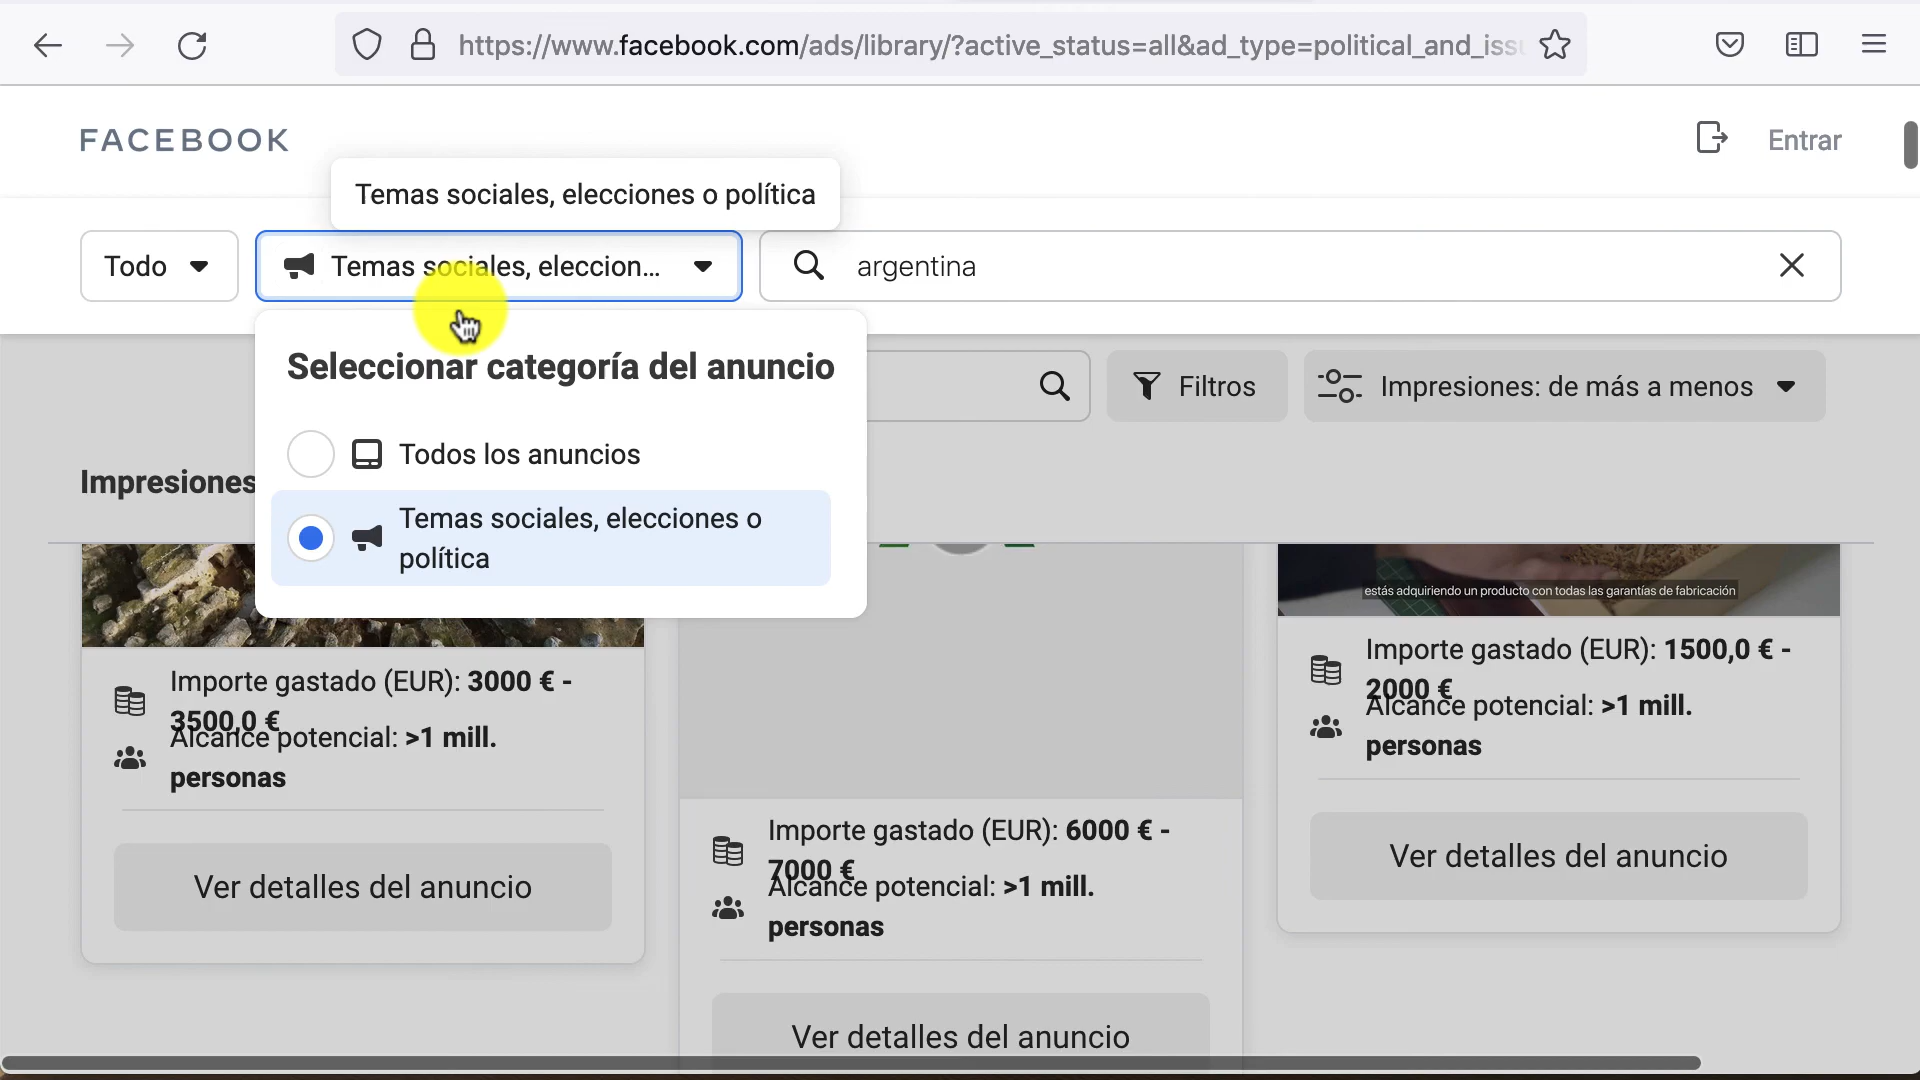 https://www.facebook.com/ads/library/?active_status=all&ad_type=political_and_issu
FACEBOOK
Entrar
Temas sociales, elecciones o política
Todo
Temas sociales, eleccion...
argentina
Seleccionar categoría del anuncio
Todos los anuncios
Temas sociales, elecciones o
política
Filtros
Impresiones: de más a menos
Impresiones
estás adquiriendo un producto con todas las garantías de fabricación
Importe gastado (EUR): 3000 € -
3500,0 €
Alcance potencial: >1 mill.
personas
Ver detalles del anuncio
Importe gastado (EUR): 6000 € -
7000 €
Alcance potencial: >1 mill.
personas
Ver detalles del anuncio
Importe gastado (EUR): 1500,0 € -
2000 €
Alcance potencial: >1 mill.
personas
Ver detalles del anuncio